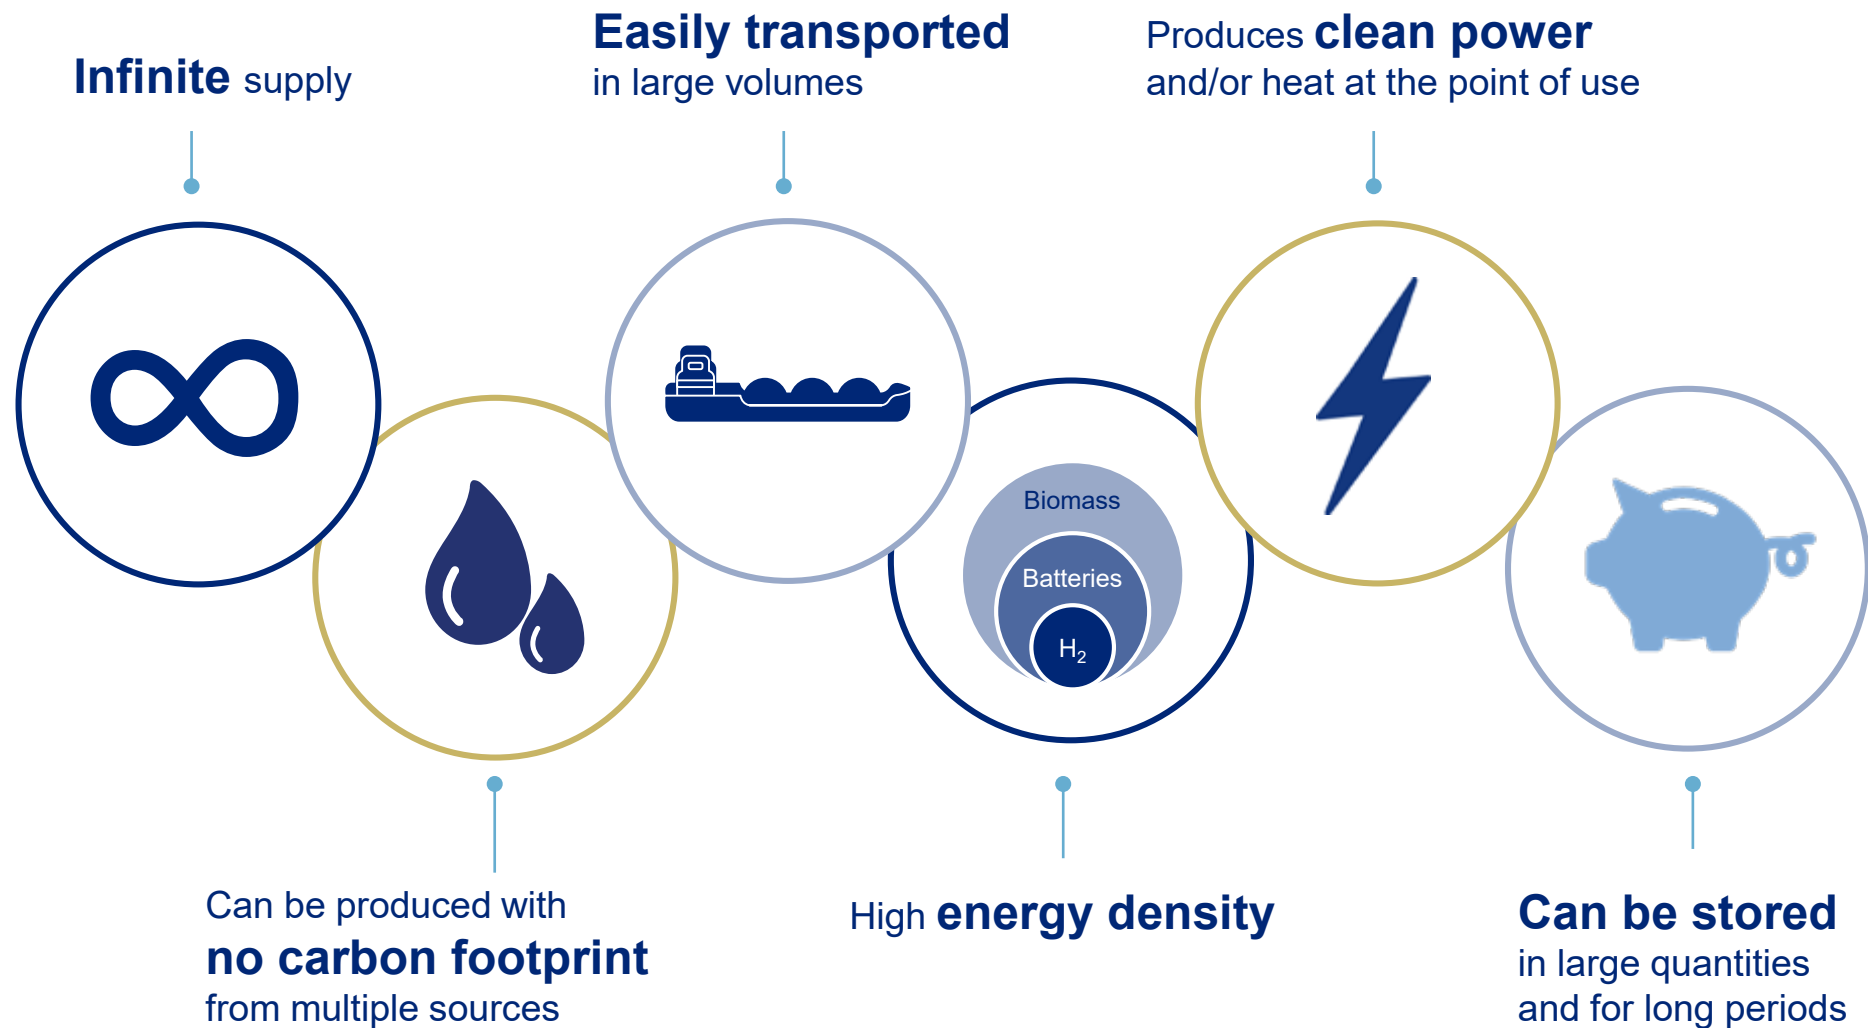 Infinite supply
Easily transported
in large volumes
Produces clean power
and/or heat at the point of use
Biomass
Batteries
H₂
Can be produced with
no carbon footprint
from multiple sources
High energy density
Can be stored
in large quantities
and for long periods